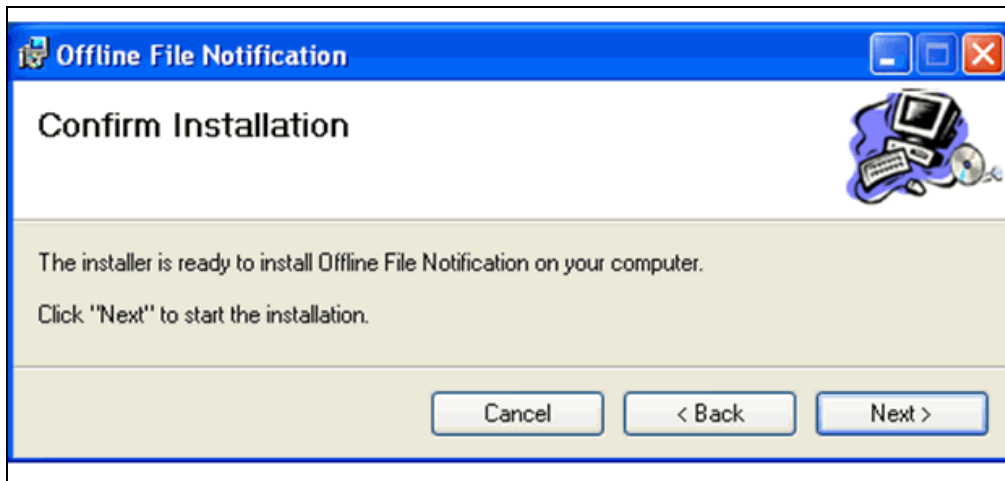 Offline File Notification
Confirm Installation
The installer is ready to install Offline File Notification on your computer.
Click "Next" to start the installation.
Cancel
< Back
Next >